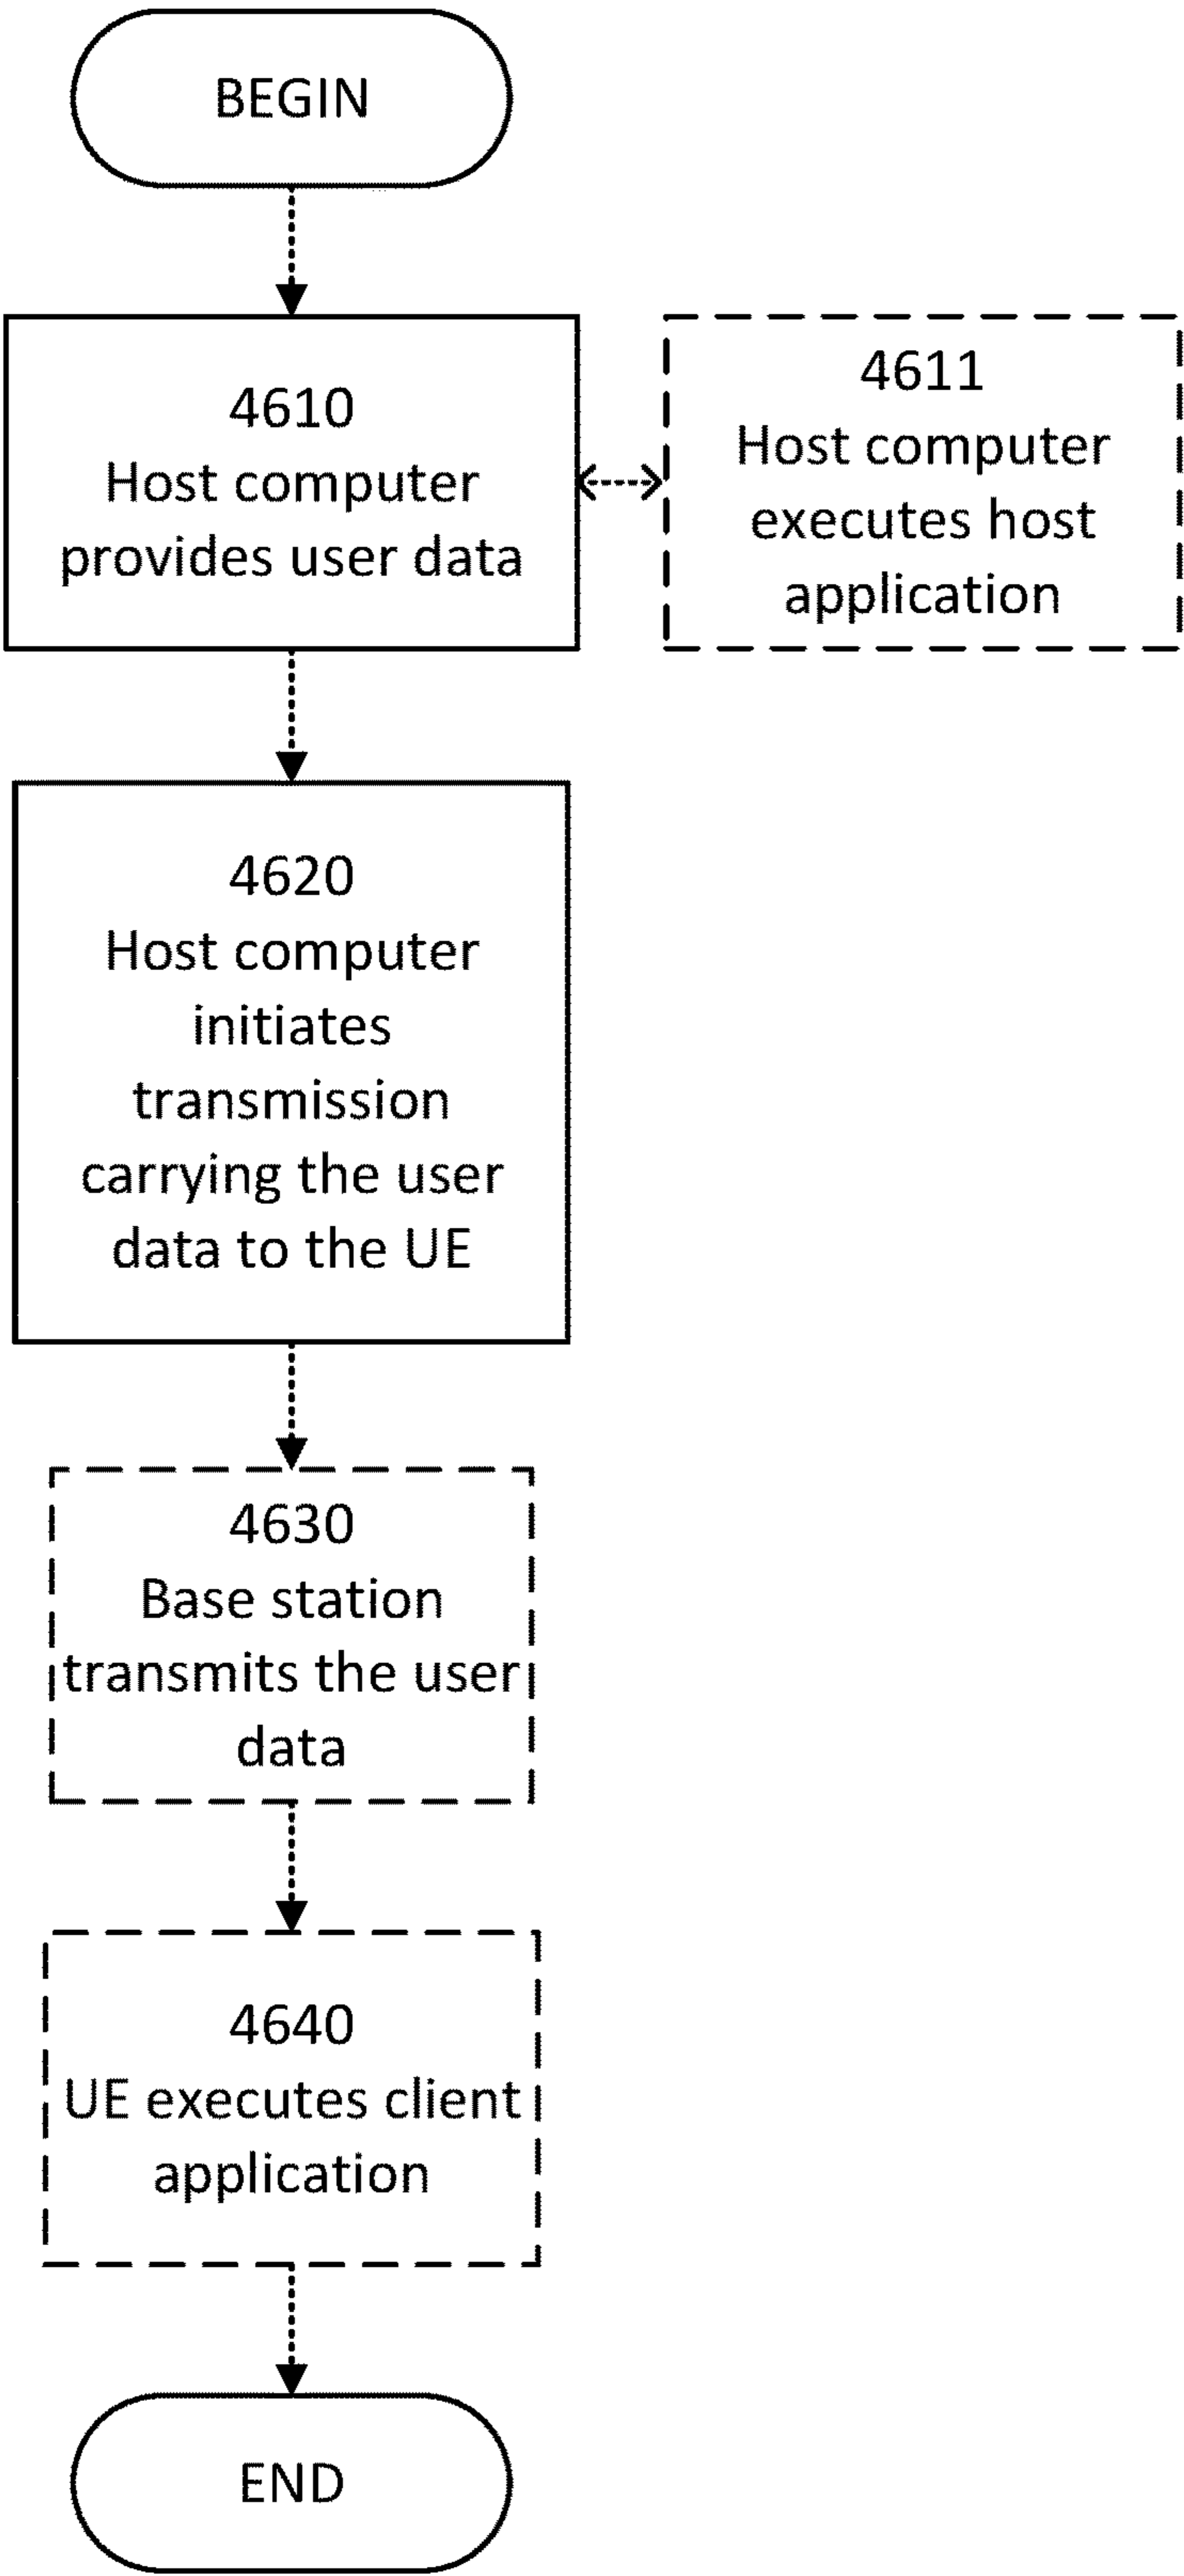 BEGIN
4610
Host computer
provides user data
4611
Host computer
executes host
application
4620
Host computer
initiates
transmission
carrying the user
data to the UE
4630
Base station
transmits the user
data
4640
UE executes client
application
END